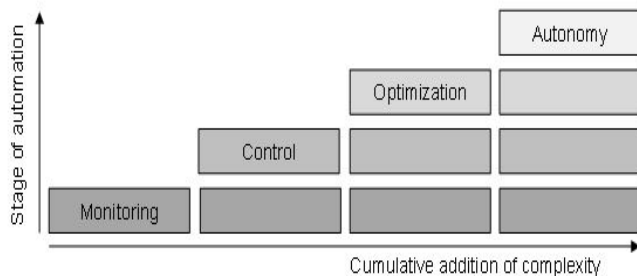 Autonomy
Optimization
Control
Monitoring
Stage of automation
Cumulative addition of complexity